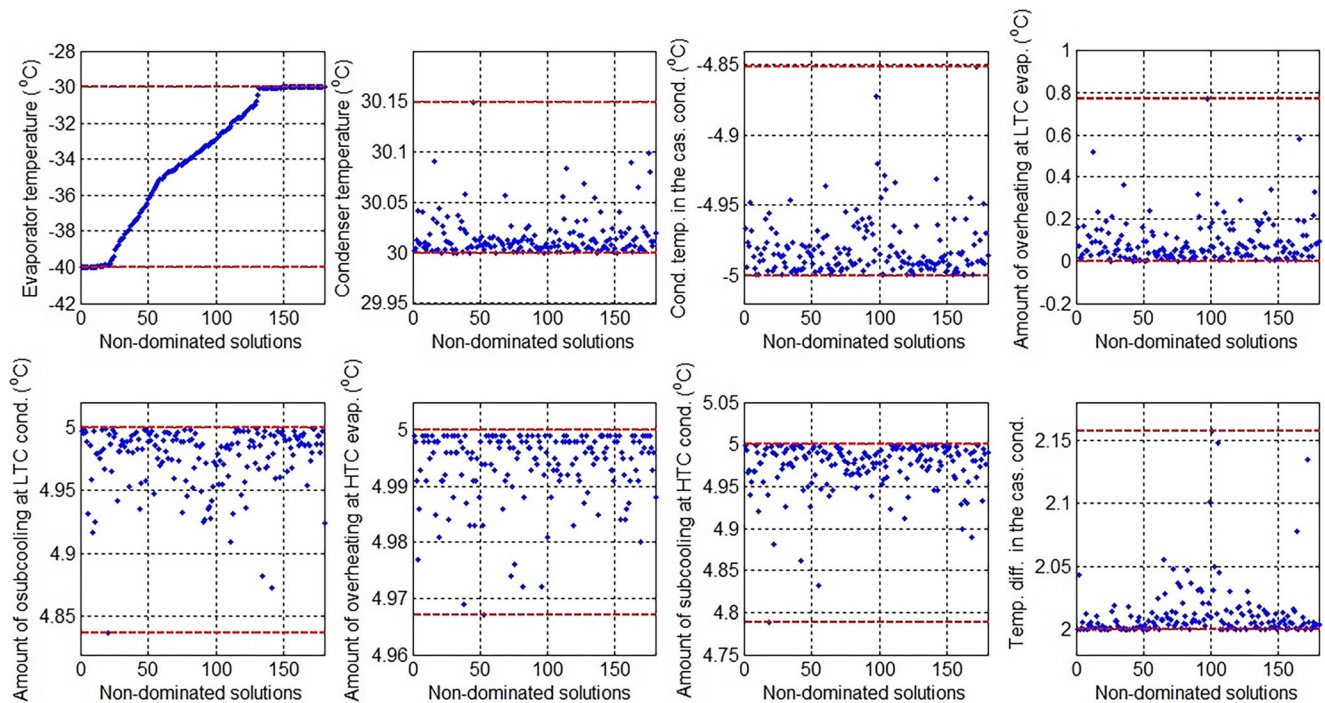 Evaporator temperature (°C)
-28
-30
-32
-34
-36
-38
-40
-42
0 50 100 150
Non-dominated solutions
Condenser temperature (°C)
30.15
30.1
30.05
30
29.95
0 50 100 150
Non-dominated solutions
Cond. temp. in the cas. cond. (°C)
-4.85
-4.9
-4.95
-5
0 50 100 150
Non-dominated solutions
Amount of overheating at LTC evap. (°C)
1
0.8
0.6
0.4
0.2
0
-0.2
0 50 100 150
Non-dominated solutions
Amount of osubcooling at LTC cond. (°C)
5
4.95
4.9
4.85
0 50 100 150
Non-dominated solutions
Amount of overheating at HTC evap. (°C)
5
4.99
4.98
4.97
4.96
0 50 100 150
Non-dominated solutions
Amount of subcooling at HTC cond. (°C)
5.05
5
4.95
4.9
4.85
4.8
4.75
0 50 100 150
Non-dominated solutions
Temp. diff. in the cas. cond.
2.15
2.1
2.05
2
0 50 100 150
Non-dominated solutions